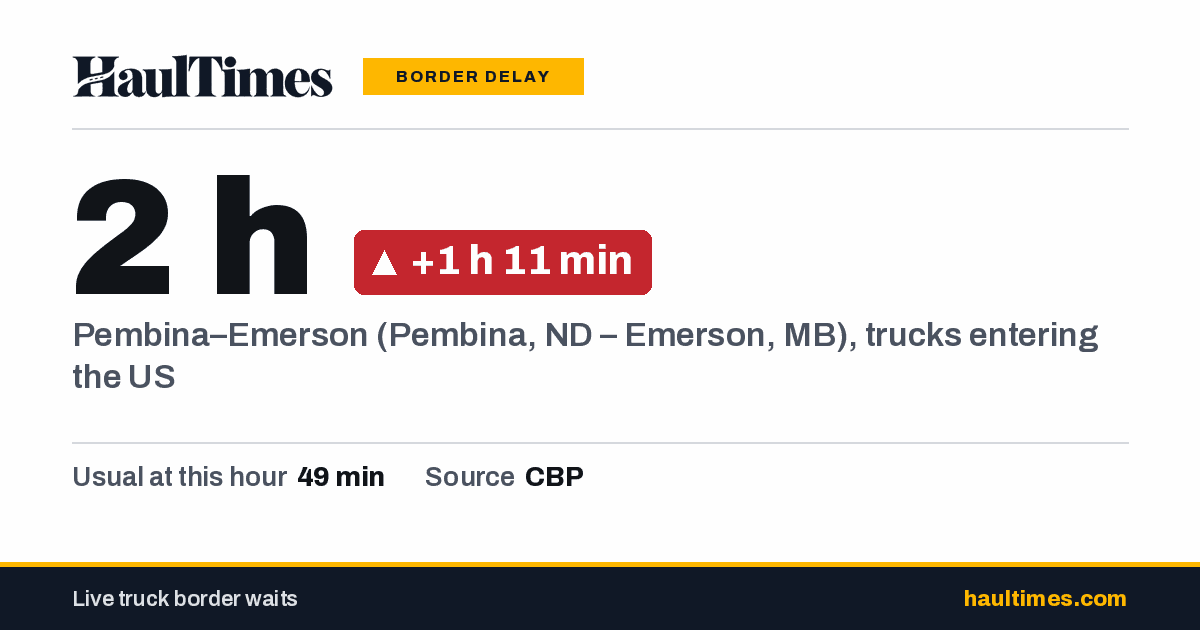 HaulTimes
BORDER DELAY
2 h
▲ +1 h 11 min
Pembina–Emerson (Pembina, ND – Emerson, MB), trucks entering
the US
Usual at this hour 49 min Source CBP
Live truck border waits
haultimes.com